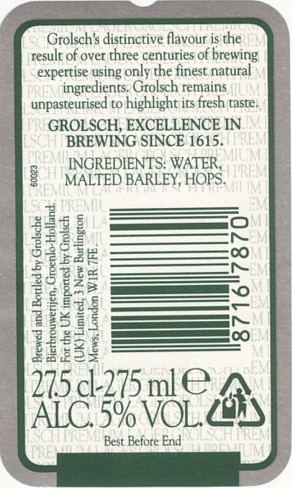 Grolsch's distinctive flavour is the
result of over three centuries of brewing
expertise using only the finest natural
ingredients. Grolsch remains
unpasteurised to highlight its fresh taste.
GROLSCH, EXCELLENCE IN
BREWING SINCE 1615.
INGREDIENTS: WATER,
MALTED BARLEY, HOPS.
60023
Brewed and Bottled by Grolsche
Bierbrouwerijen, Groenlo-Holland.
For the UK imported by Grolsch
(UK) Limited, 3 New Burlington
Mews, London W1R 7FE
8716 7870
27.5 cl-275 ml e
ALC. 5% VOL.
Best Before End